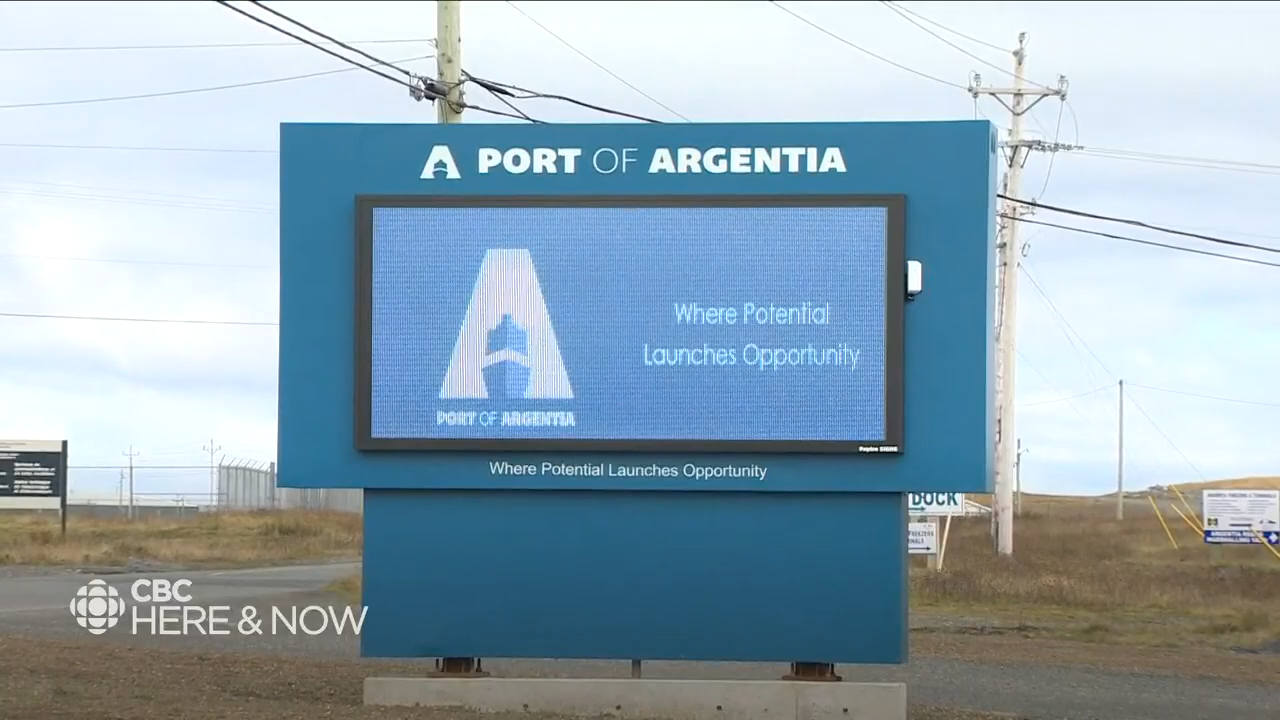 PORT OF ARGENTIA
Where Potential
Launches Opportunity
PORT OF ARGENTIA
Where Potential Launches Opportunity
DOCK
CBC
HERE & NOW